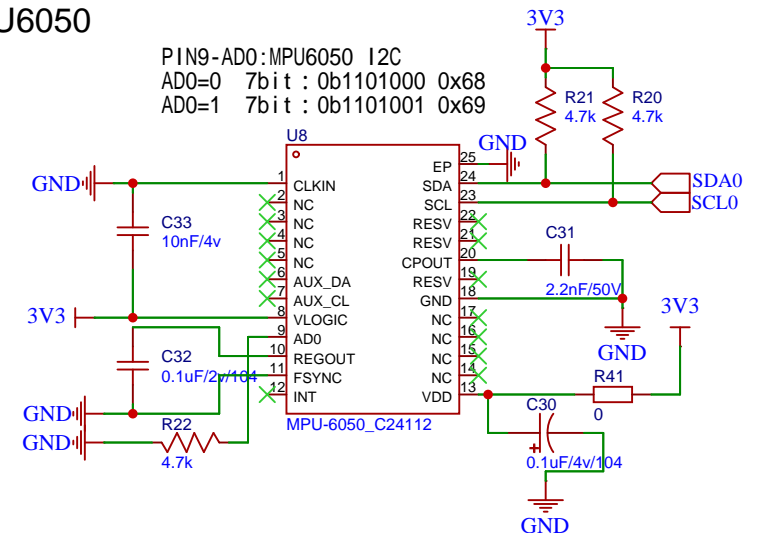 U6050
PIN9-AD0:MPU6050 I2C
AD0=0 7bit：0b1101000 0x68
AD0=1 7bit：0b1101001 0x69
3V3
R21
4.7k
R20
4.7k
U8
GND
GND
EP
25
1
CLKIN
SDA
24
SDA0
2
NC
SCL
23
SCL0
3
NC
RESV
22
4
NC
RESV
21
5
NC
CPOUT
20
6
AUX_DA
RESV
19
7
AUX_CL
GND
18
8
VLOGIC
NC
17
9
AD0
NC
16
10
REGOUT
NC
15
11
FSYNC
NC
14
12
INT
VDD
13
MPU-6050_C24112
C33
10nF/4v
3V3
C32
0.1uF/2v/104
GND
GND
R22
4.7k
C31
2.2nF/50V
GND
3V3
R41
0
C30
+
0.1uF/4v/104
GND